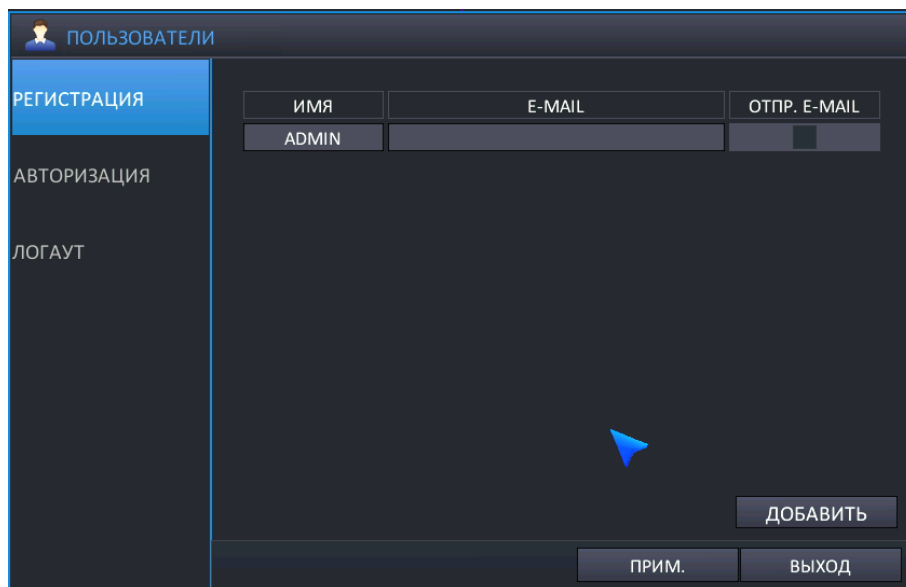 ПОЛЬЗОВАТЕЛИ
РЕГИСТРАЦИЯ
АВТОРИЗАЦИЯ
ЛОГАУТ
ИМЯ E-MAIL ОТПР. E-MAIL
ADMIN
ДОБАВИТЬ
ПРИМ. ВЫХОД